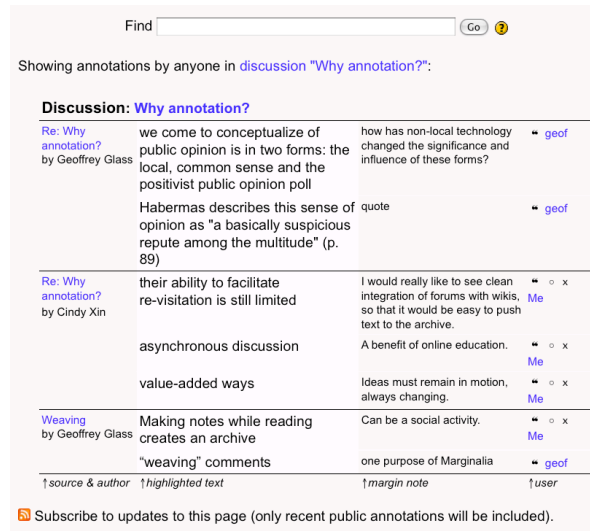 Find Go ?
Showing annotations by anyone in discussion "Why annotation?":
Discussion: Why annotation?
Re: Why
annotation?
by Geoffrey Glass
we come to conceptualize of
public opinion is in two forms: the
local, common sense and the
positivist public opinion poll
how has non-local technology
changed the significance and
influence of these forms?
❝ geof
Habermas describes this sense of
opinion as "a basically suspicious
repute among the multitude" (p.
89)
quote
❝ geof
Re: Why
annotation?
by Cindy Xin
their ability to facilitate
re-visitation is still limited
I would really like to see clean
integration of forums with wikis,
so that it would be easy to push
text to the archive.
❝ ○ x
Me
asynchronous discussion
A benefit of online education.
❝ ○ x
Me
value-added ways
Ideas must remain in motion,
always changing.
❝ ○ x
Me
Weaving
by Geoffrey Glass
Making notes while reading
creates an archive
Can be a social activity.
❝ ○ x
Me
“weaving” comments
one purpose of Marginalia
❝ geof
↑source & author ↑highlighted text ↑margin note ↑user
Subscribe to updates to this page (only recent public annotations will be included).